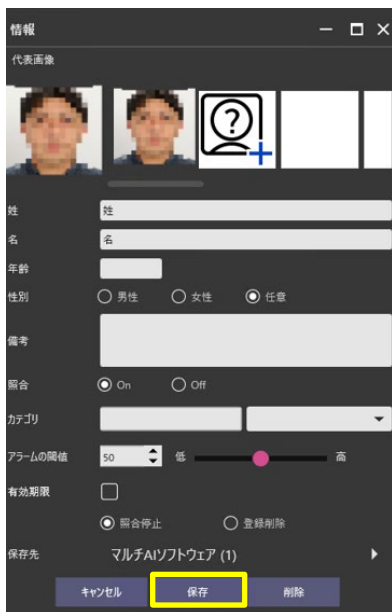 情報
代表画像
姓 姓
名 名
年齢
性別 男性 女性 任意
備考
照合 On Off
カテゴリ
アラームの閾値 50 低 高
有効期限
照合停止 登録削除
保存先 マルチAIソフトウェア (1)
キャンセル 保存 削除